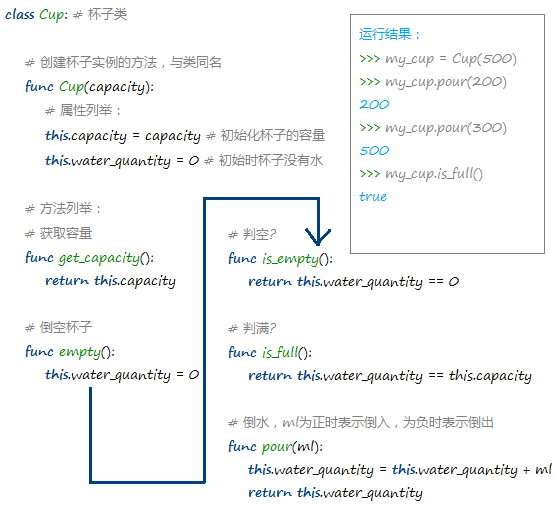 class Cup: # 杯子类
# 创建杯子实例的方法，与类同名
func Cup(capacity):
# 属性列举：
this.capacity = capacity # 初始化杯子的容量
this.water_quantity = 0 # 初始时杯子没有水
# 方法列举：
# 获取容量
func get_capacity():
return this.capacity
# 倒空杯子
func empty():
this.water_quantity = 0
# 判空?
func is_empty():
return this.water_quantity == 0
# 判满?
func is_full():
return this.water_quantity == this.capacity
# 倒水，ml为正时表示倒入，为负时表示倒出
func pour(ml):
this.water_quantity = this.water_quantity + ml
return this.water_quantity
运行结果：
>>> my_cup = Cup(500)
>>> my_cup.pour(200)
200
>>> my_cup.pour(300)
500
>>> my_cup.is_full()
true